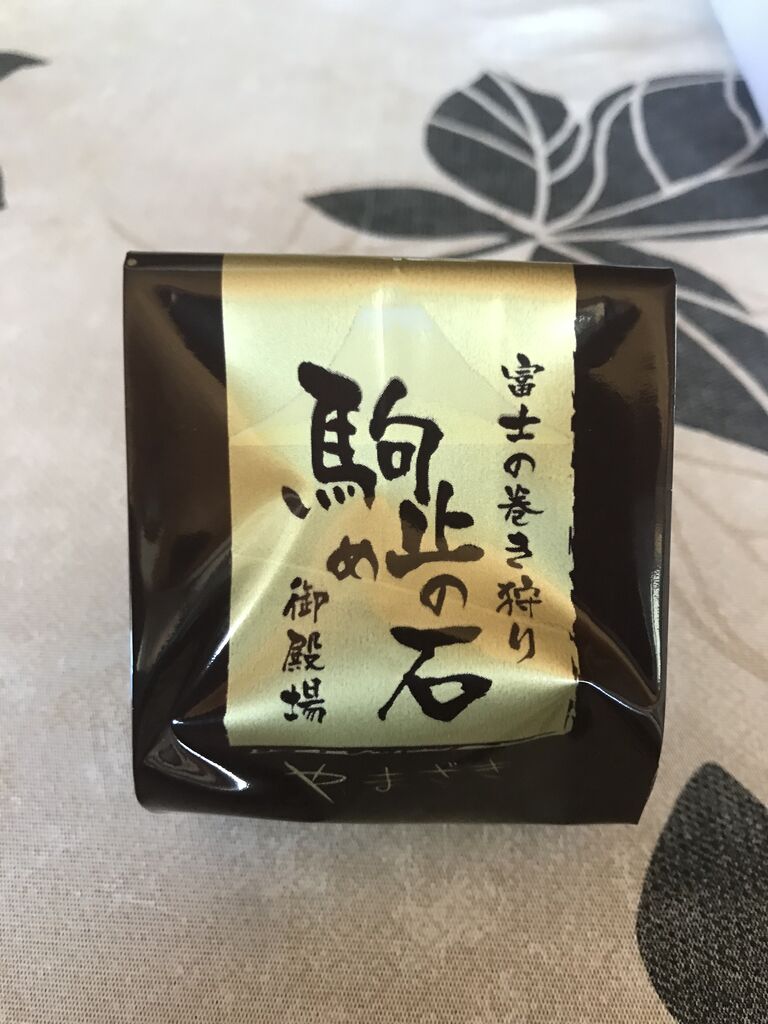 富士の巻き狩り
駒止めの石
御殿場
やまざき